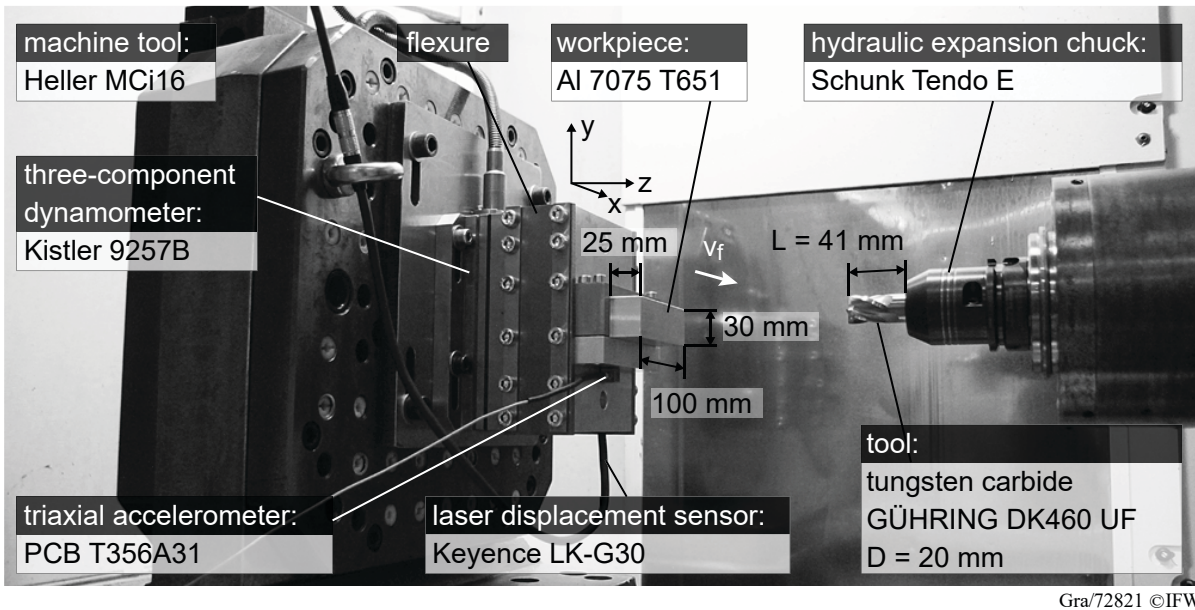 machine tool:
Heller MCi16
flexure
workpiece:
Al 7075 T651
hydraulic expansion chuck:
Schunk Tendo E
three-component
dynamometer:
Kistler 9257B
y
z
x
25 mm
vf
L = 41 mm
30 mm
100 mm
triaxial accelerometer:
PCB T356A31
laser displacement sensor:
Keyence LK-G30
tool:
tungsten carbide
GÜHRING DK460 UF
D = 20 mm
Gra/72821 ©IFW